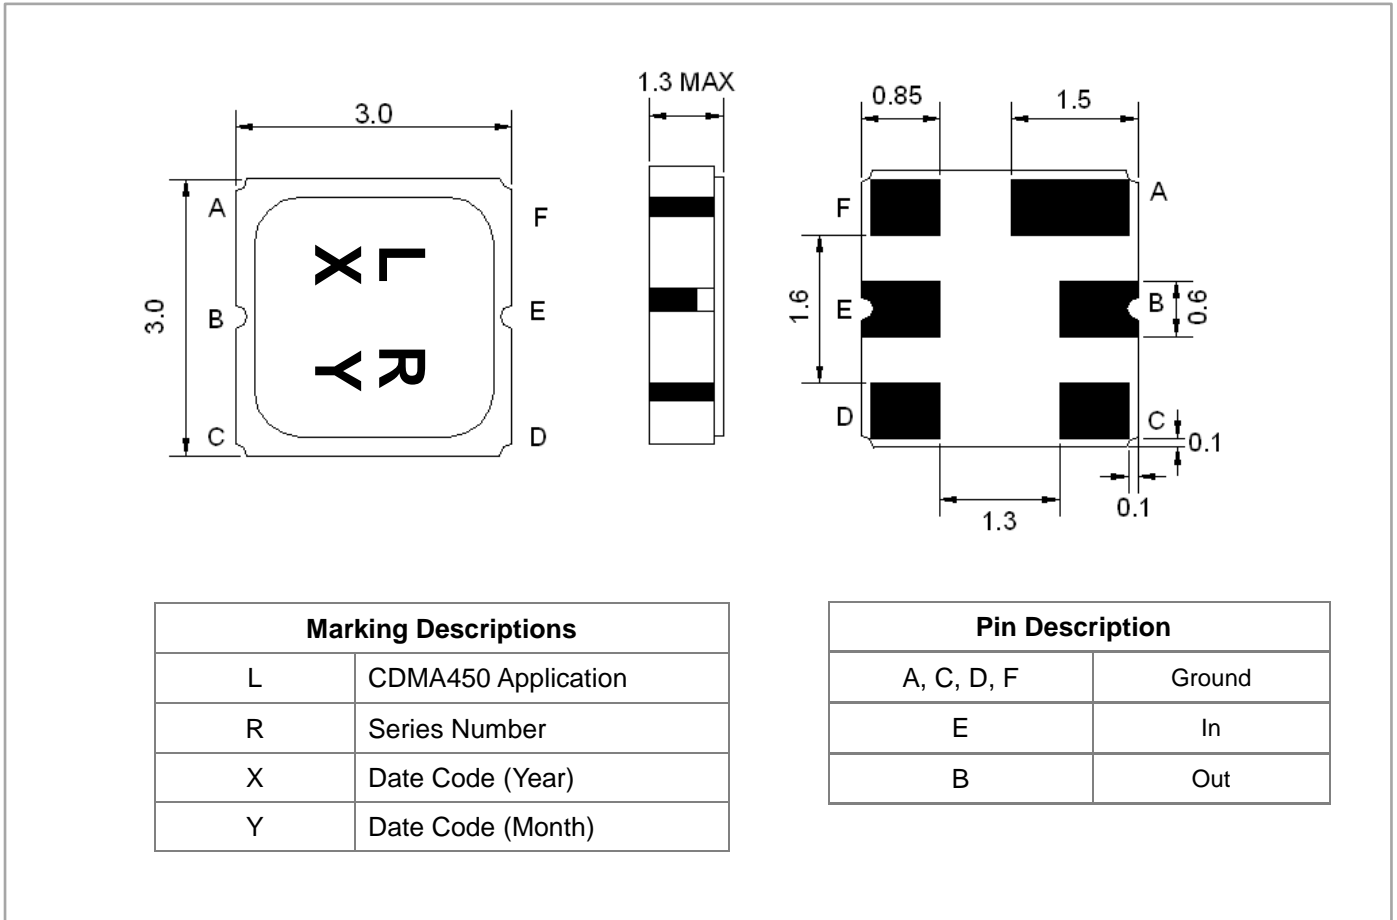 3.0
3.0
A
B
C
F
E
D
L
R
X
Y
1.3 MAX
0.85
1.5
F
E
D
A
B
C
1.6
0.6
0.1
0.1
1.3
Marking Descriptions
L CDMA450 Application
R Series Number
X Date Code (Year)
Y Date Code (Month)
Pin Description
A, C, D, F Ground
E In
B Out